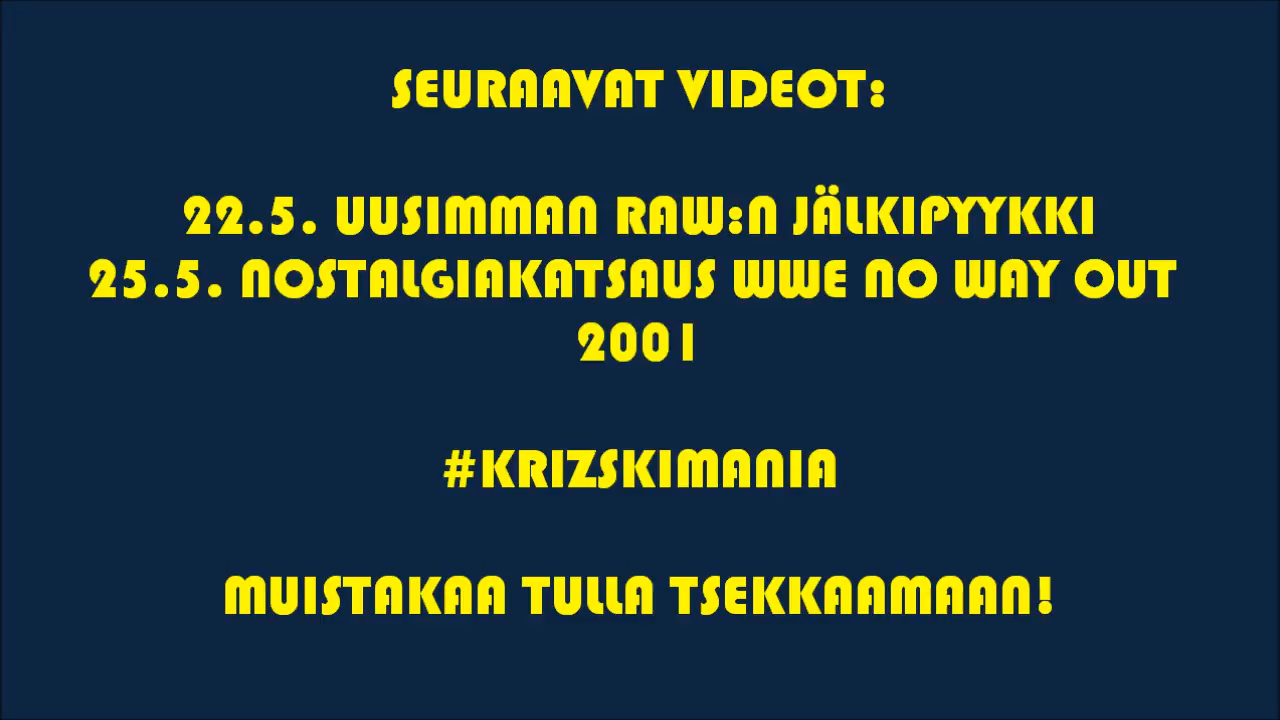 SEURAAVAT VIDEOT:
22.5. UUSIMMAN RAW:N JÄLKIPYYKKI
25.5. NOSTALGIAKATSAUS WWE NO WAY OUT
2001
#KRIZSKIMANIA
MUISTAKAA TULLA TSEKKAAMAAN!